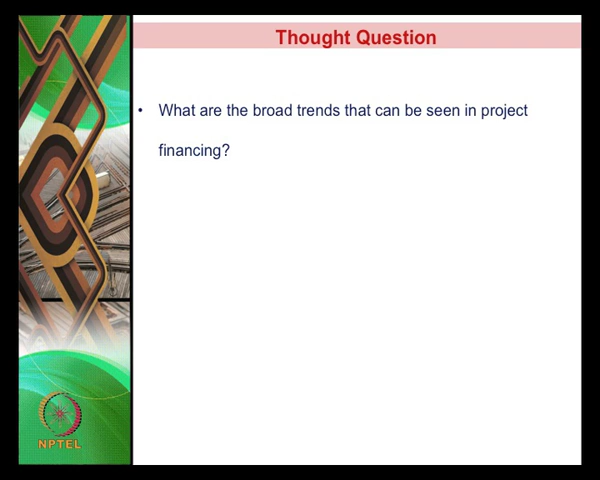 Thought Question
• What are the broad trends that can be seen in project
financing?
NPTEL